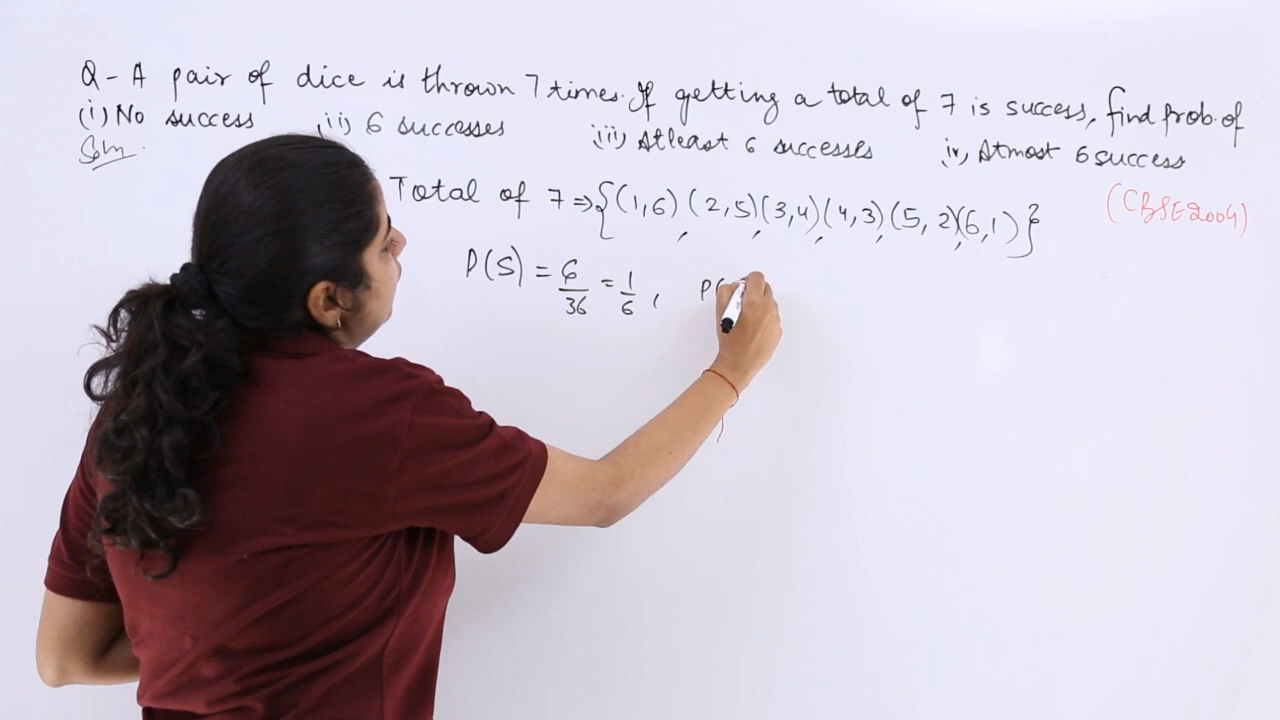 Q - A pair of dice is thrown 7 times. If getting a total of 7 is success, find prob. of
(i) No success (ii) 6 successes (iii) Atleast 6 successes iv, Atmost 6 success
Soln.
Total of 7 ⇒ {(1,6), (2,5), (3,4), (4,3), (5,2), (6,1)}
(CBSE 2004)
P(S) = 6/36 = 1/6, P(